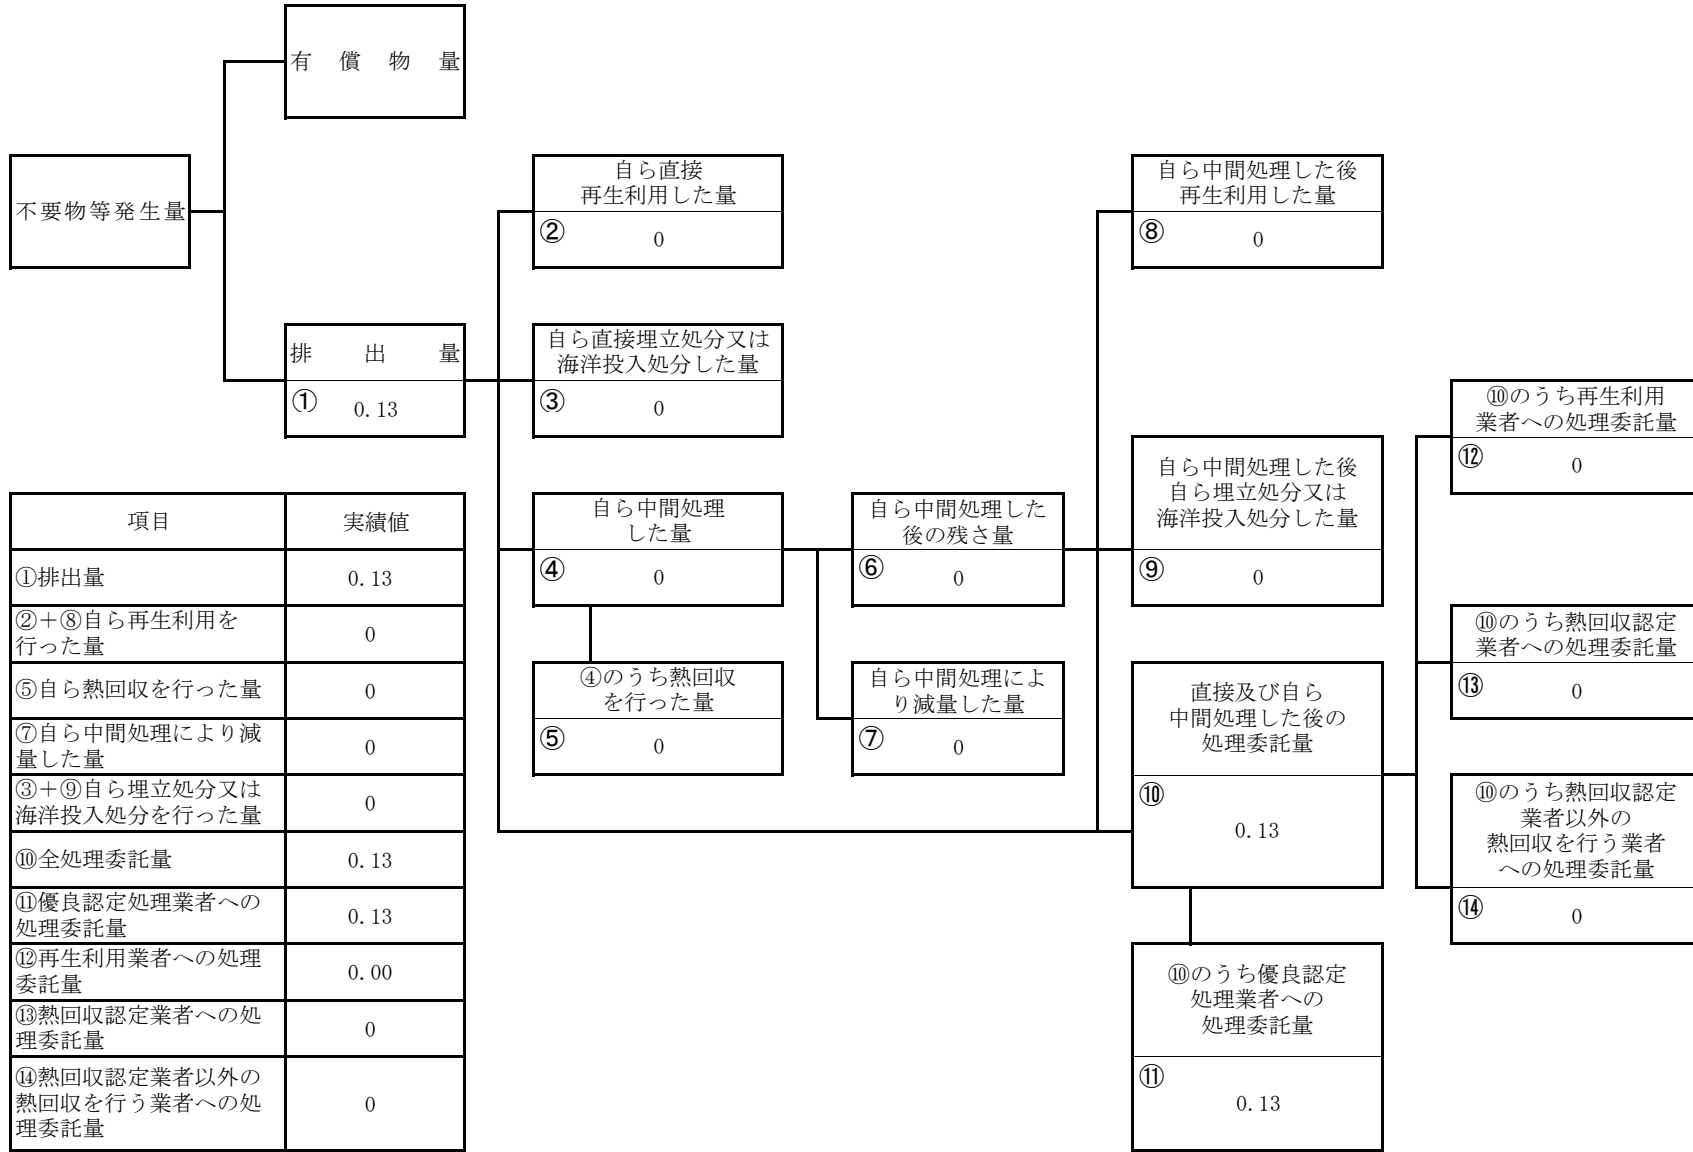 有償物量
不要物等発生量
排出量
① 0.13
自ら直接
再生利用した量
② 0
自ら直接埋立処分又は
海洋投入処分した量
③ 0
自ら中間処理
した量
④ 0
④のうち熱回収
を行った量
⑤ 0
自ら中間処理した
後の残さ量
⑥ 0
自ら中間処理によ
り減量した量
⑦ 0
自ら中間処理した後
再生利用した量
⑧ 0
自ら中間処理した後
自ら埋立処分又は
海洋投入処分した量
⑨ 0
直接及び自ら
中間処理した後の
処理委託量
⑩
0.13
⑩のうち優良認定
処理業者への
処理委託量
⑪
0.13
⑩のうち再生利用
業者への処理委託量
⑫ 0
⑩のうち熱回収認定
業者への処理委託量
⑬ 0
⑩のうち熱回収認定
業者以外の
熱回収を行う業者
への処理委託量
⑭ 0
項目 実績値
①排出量 0.13
②＋⑧自ら再生利用を
行った量 0
⑤自ら熱回収を行った量 0
⑦自ら中間処理により減
量した量 0
③＋⑨自ら埋立処分又は
海洋投入処分を行った量 0
⑩全処理委託量 0.13
⑪優良認定処理業者への
処理委託量 0.13
⑫再生利用業者への処理
委託量 0.00
⑬熱回収認定業者への処
理委託量 0
⑭熱回収認定業者以外の
熱回収を行う業者への処
理委託量 0